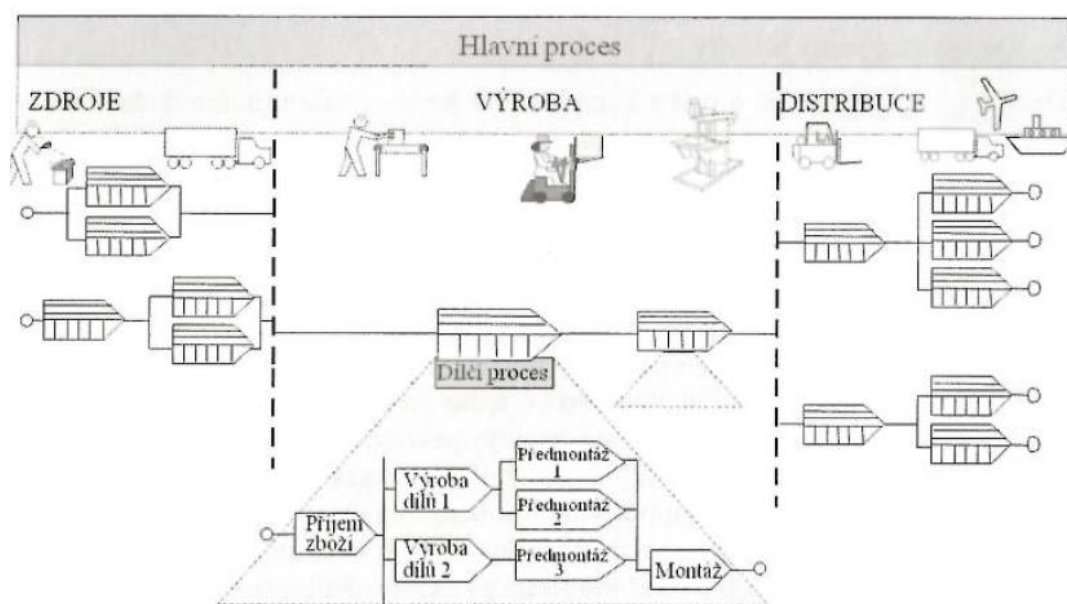 Hlavní proces
ZDROJE
VÝROBA
DISTRIBUCE
Dílčí proces
Příjem
zboží
Výroba
dílů 1
Výroba
dílů 2
Předmontáž
1
Předmontáž
2
Předmontáž
3
Montáž